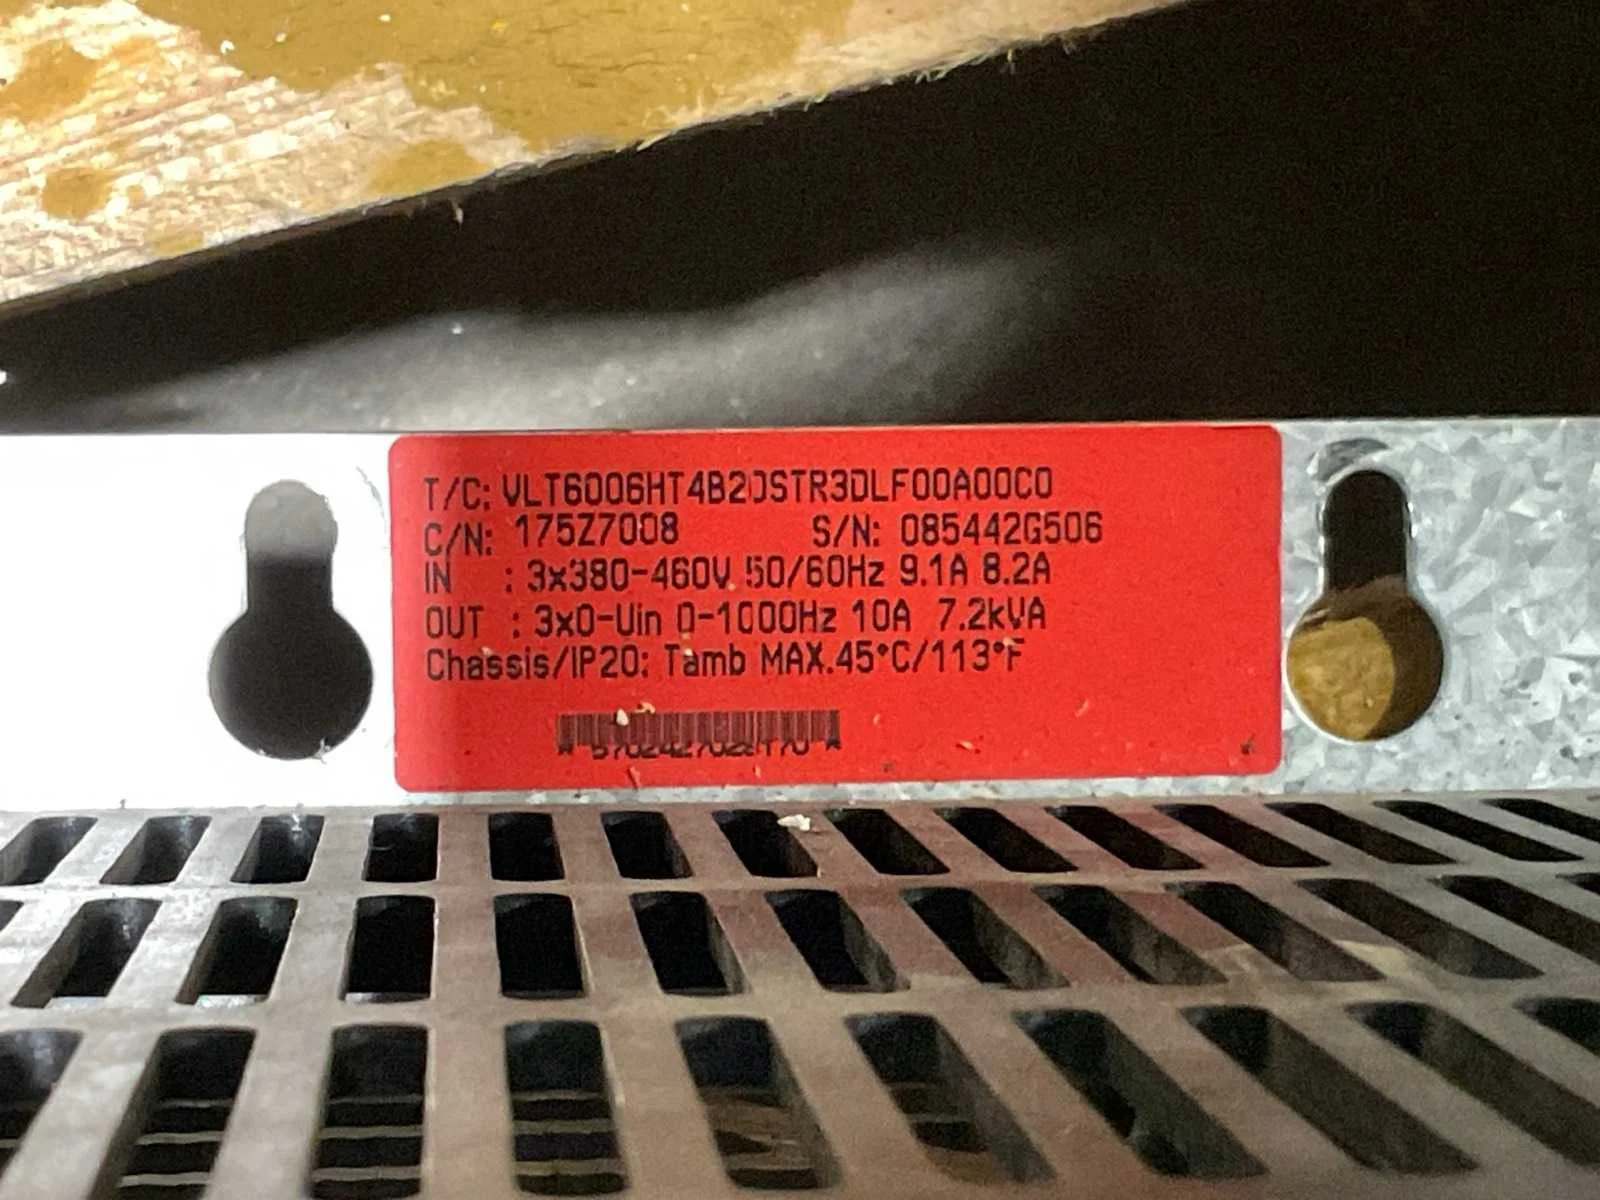 T/C: VLT6006HT4B20STR3DLF00A00C0
C/N: 175Z7008 S/N: 085442G506
IN : 3x380-460V 50/60Hz 9.1A 8.2A
OUT : 3x0-Uin 0-1000Hz 10A 7.2kVA
Chassis/IP20: Tamb MAX.45°C/113°F